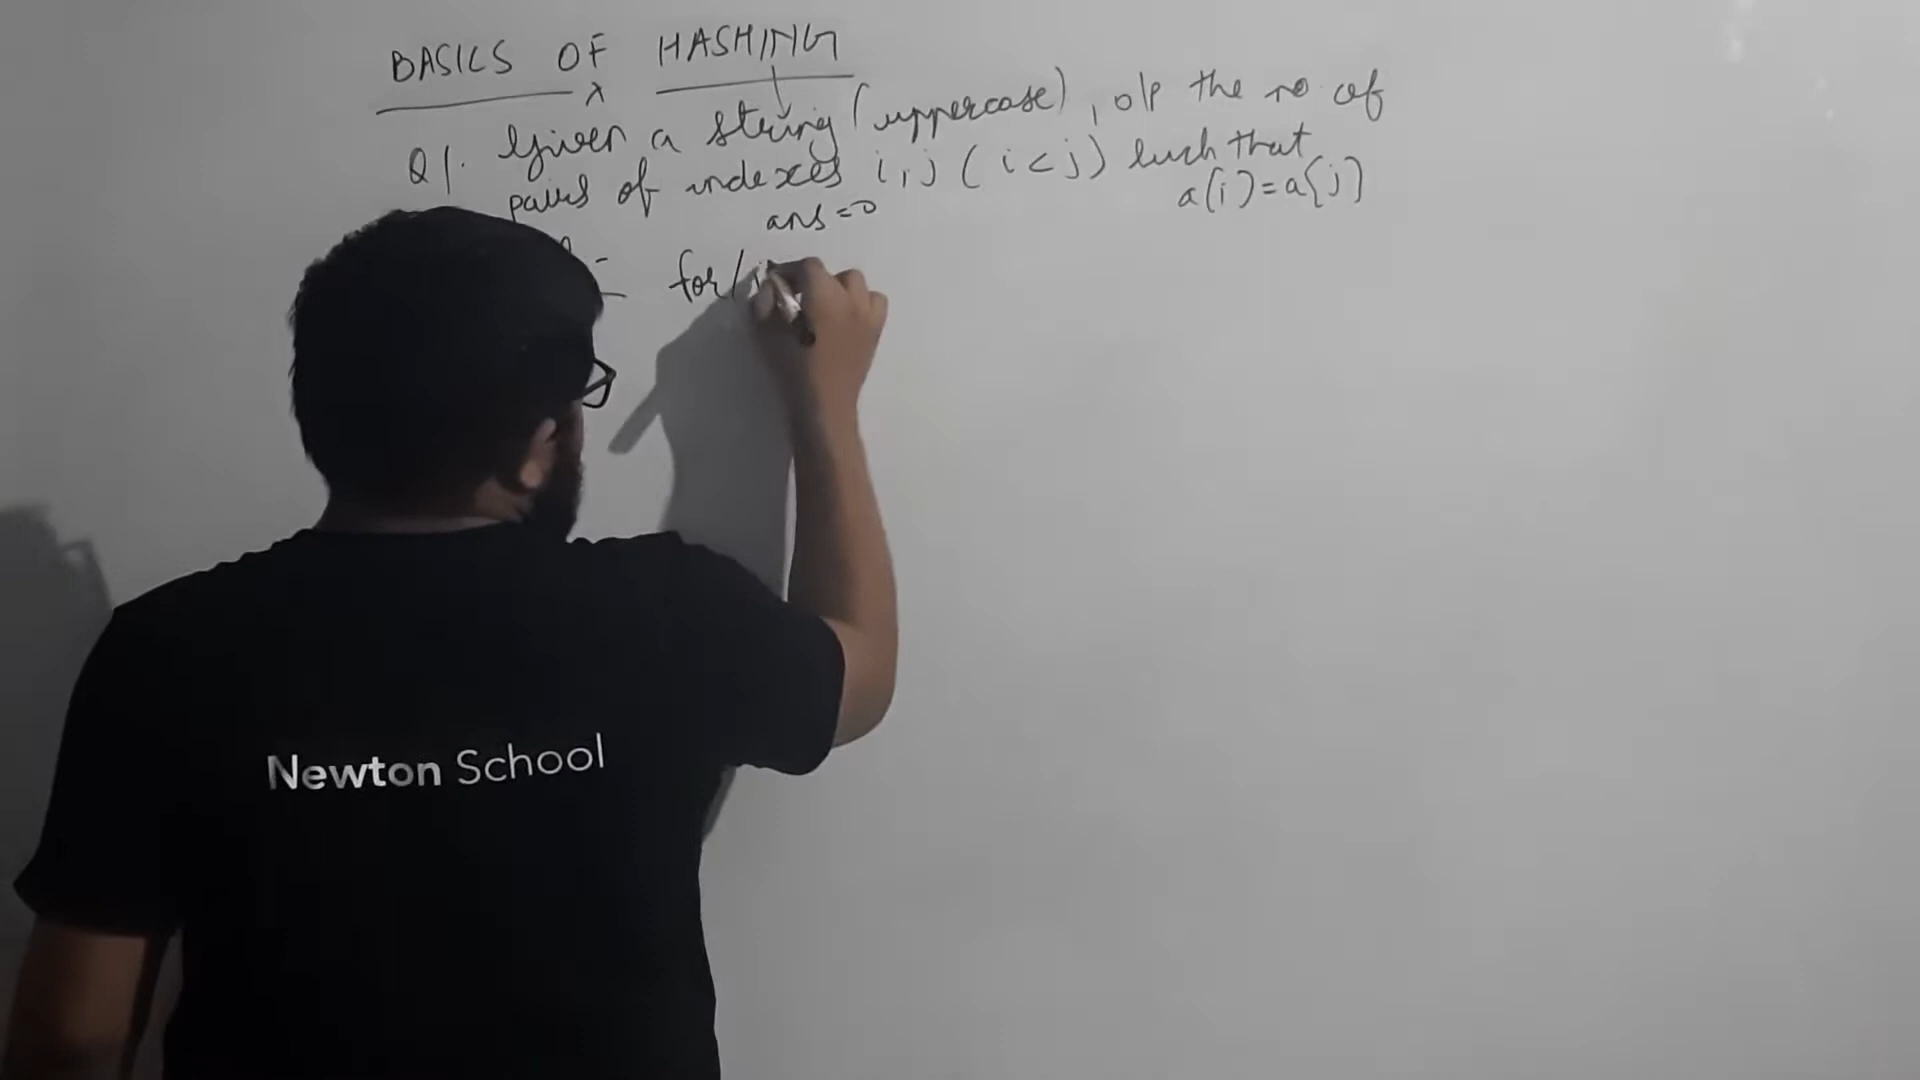 BASICS OF HASHING
Q1. Given a string (uppercase), o/p the no of
pairs of indexes i, j (i < j) such that
a[i] = a[j]
ans = 0
for (i
Newton School